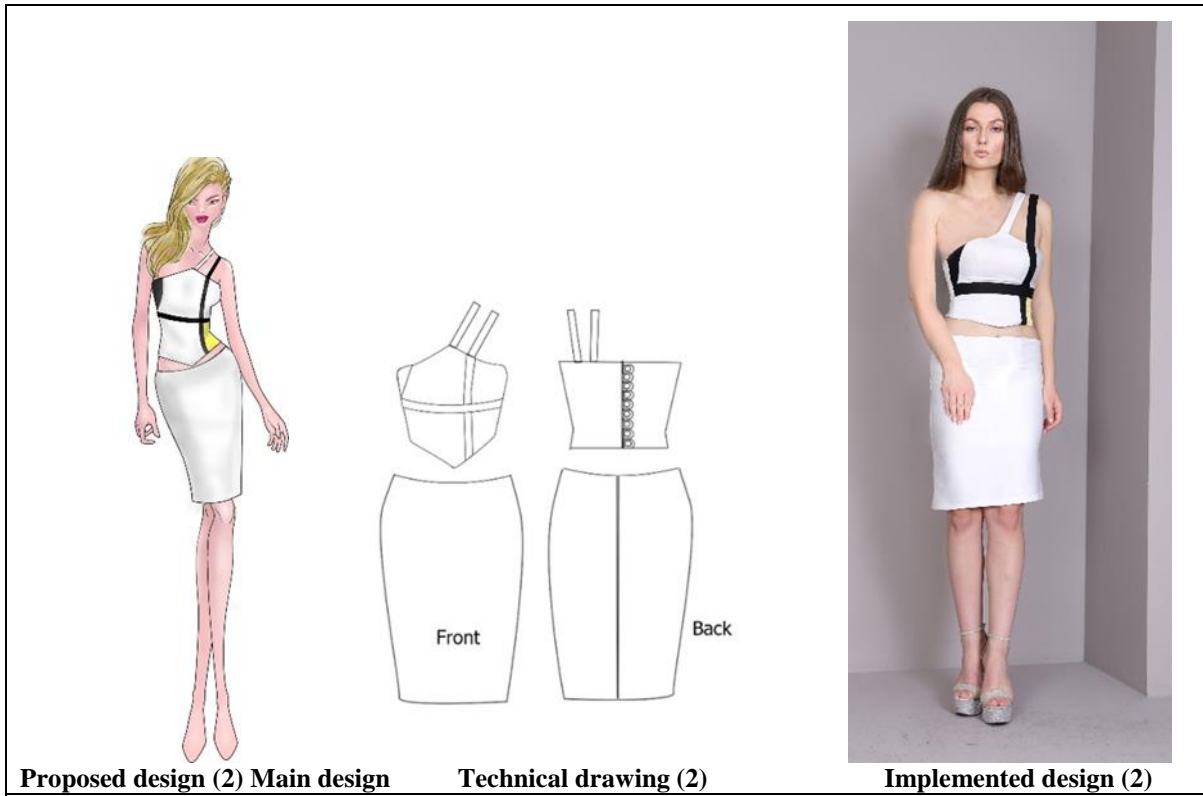 Front
Back
Proposed design (2) Main design
Technical drawing (2)
Implemented design (2)